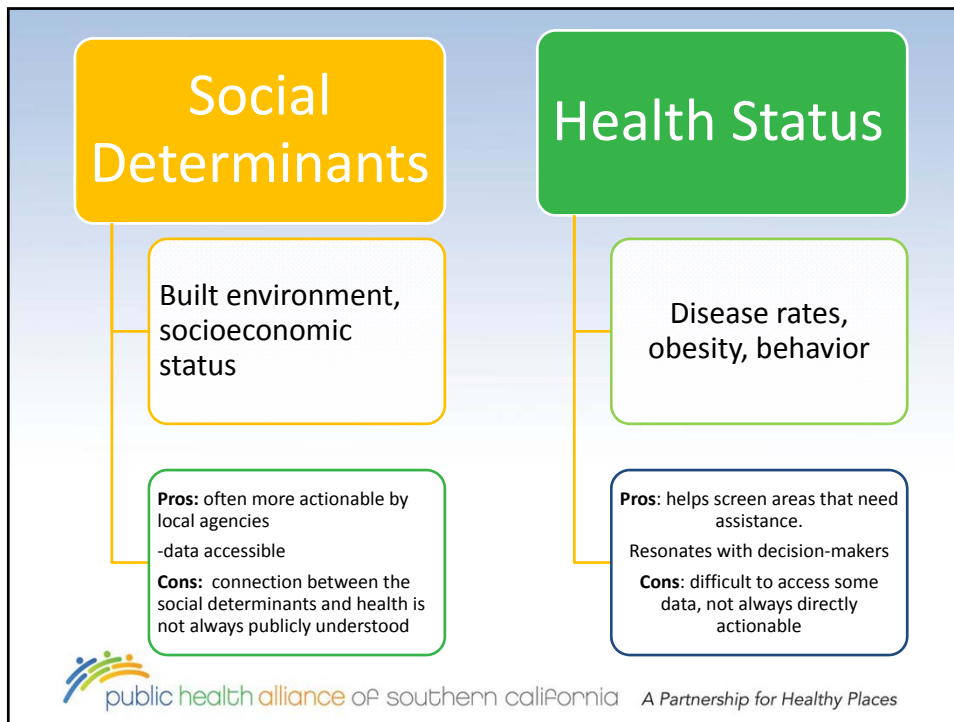 Social
Determinants
Built environment,
socioeconomic
status
Pros: often more actionable by
local agencies
-data accessible
Cons: connection between the
social determinants and health is
not always publicly understood
Health Status
Disease rates,
obesity, behavior
Pros: helps screen areas that need
assistance.
Resonates with decision-makers
Cons: difficult to access some
data, not always directly
actionable
public health alliance of southern california A Partnership for Healthy Places